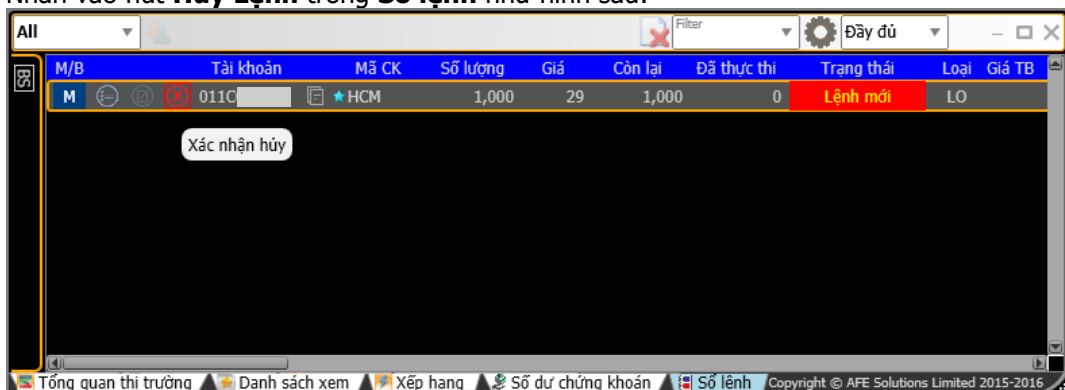 Nhấn vào nút Hủy Lệnh trong Sổ lệnh như hình sau:
All Filter Đầy đủ
BS
M/B Tài khoản Mã CK Số lượng Giá Còn lại Đã thực thi Trạng thái Loại Giá TB
M 011C HCM 1,000 29 1,000 0 Lệnh mới LO
Xác nhận hủy
Tổng quan thị trường Danh sách xem Xếp hạng Số dư chứng khoán Sổ lệnh Copyright © AFE Solutions Limited 2015-2016